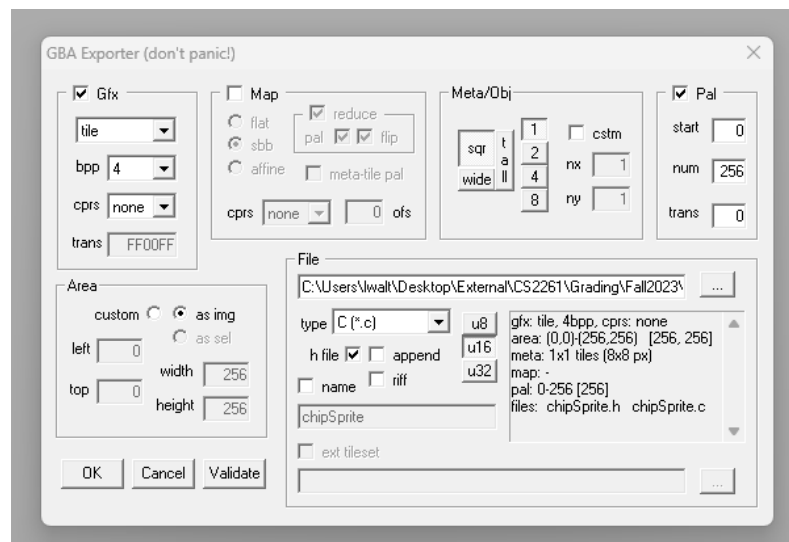 GBA Exporter (don't panic!)
Gfx
tile
bpp 4
cprs none
trans FF00FF
Map
flat
sbb
affine
reduce
pal flip
meta-tile pal
cprs none 0 ofs
Meta/Obj
sqr
tall
wide
1
2
4
8
cstm
nx 1
ny 1
Pal
start 0
num 256
trans 0
Area
custom as img
as sel
left 0
top 0
width 256
height 256
OK Cancel Validate
File
C:\Users\lwalt\Desktop\External\CS2261\Grading\Fall2023\ ...
type C (*.c)
h file append
name riff
u8
u16
u32
chipSprite
ext tileset
...
gfx: tile, 4bpp, cprs: none
area: (0,0)-(256,256) [256, 256]
meta: 1x1 tiles (8x8 px)
map: -
pal: 0-256 [256]
files: chipSprite.h chipSprite.c